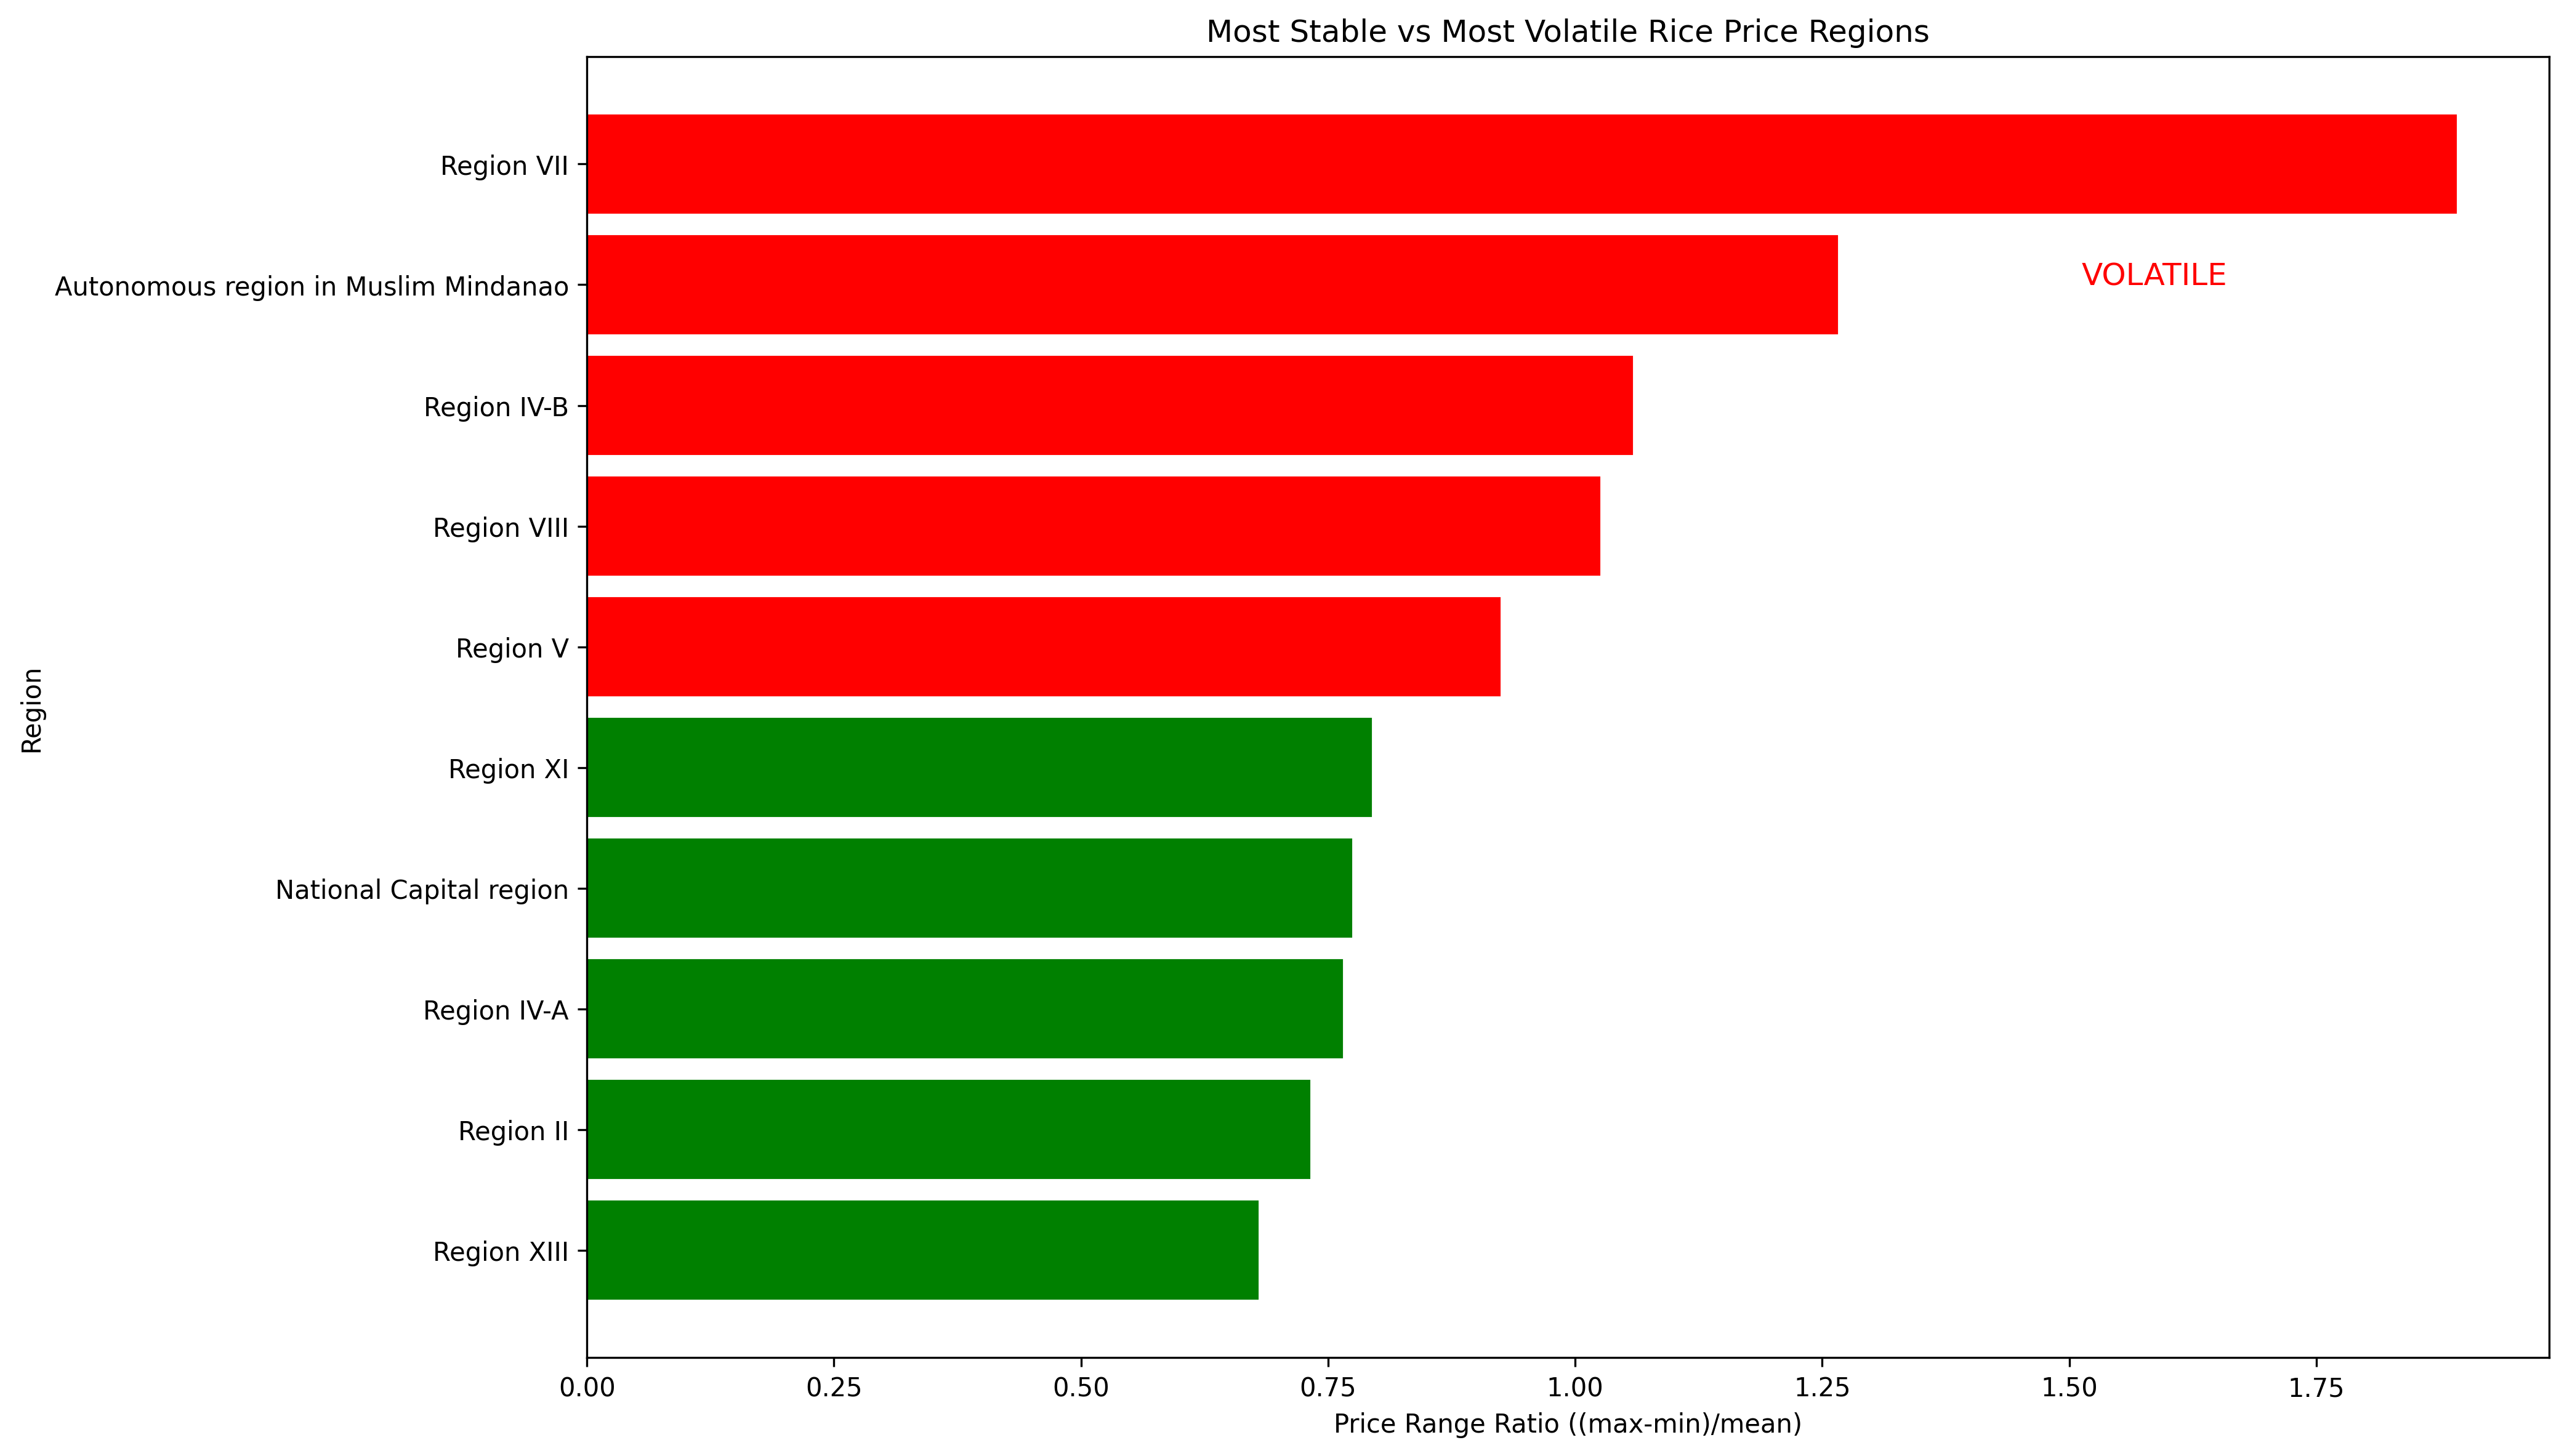 Most Stable vs Most Volatile Rice Price Regions
Region VII
Autonomous region in Muslim Mindanao
VOLATILE
Region IV-B
Region VIII
Region V
Region XI
National Capital region
Region IV-A
Region II
Region XIII
Region
0.00 0.25 0.50 0.75 1.00 1.25 1.50 1.75
Price Range Ratio ((max-min)/mean)